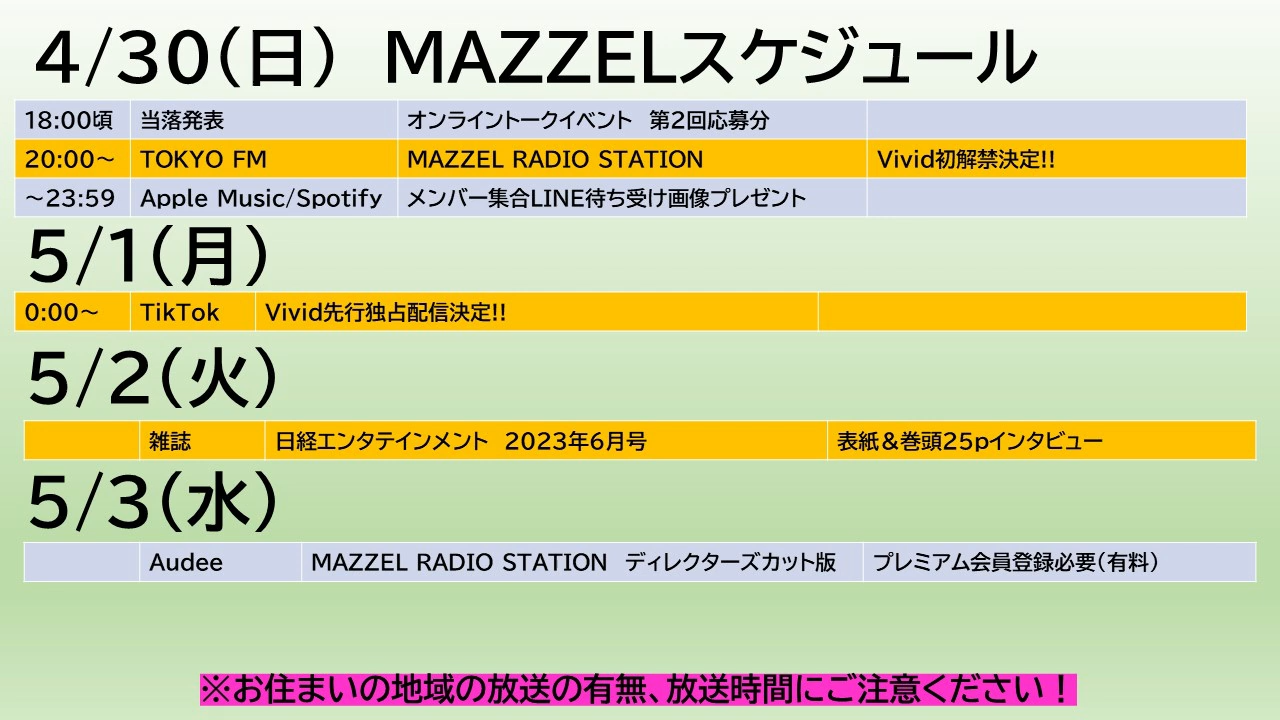 4/30(日) MAZZELスケジュール
18:00頃 当落発表 オンライントークイベント 第2回応募分
20:00～ TOKYO FM MAZZEL RADIO STATION Vivid初解禁決定!!
～23:59 Apple Music/Spotify メンバー集合LINE待ち受け画像プレゼント
5/1(月)
0:00～ TikTok Vivid先行独占配信決定!!
5/2(火)
雑誌 日経エンタテインメント 2023年6月号 表紙＆巻頭25pインタビュー
5/3(水)
Audee MAZZEL RADIO STATION ディレクターズカット版 プレミアム会員登録必要(有料)
※お住まいの地域の放送の有無、放送時間にご注意ください！